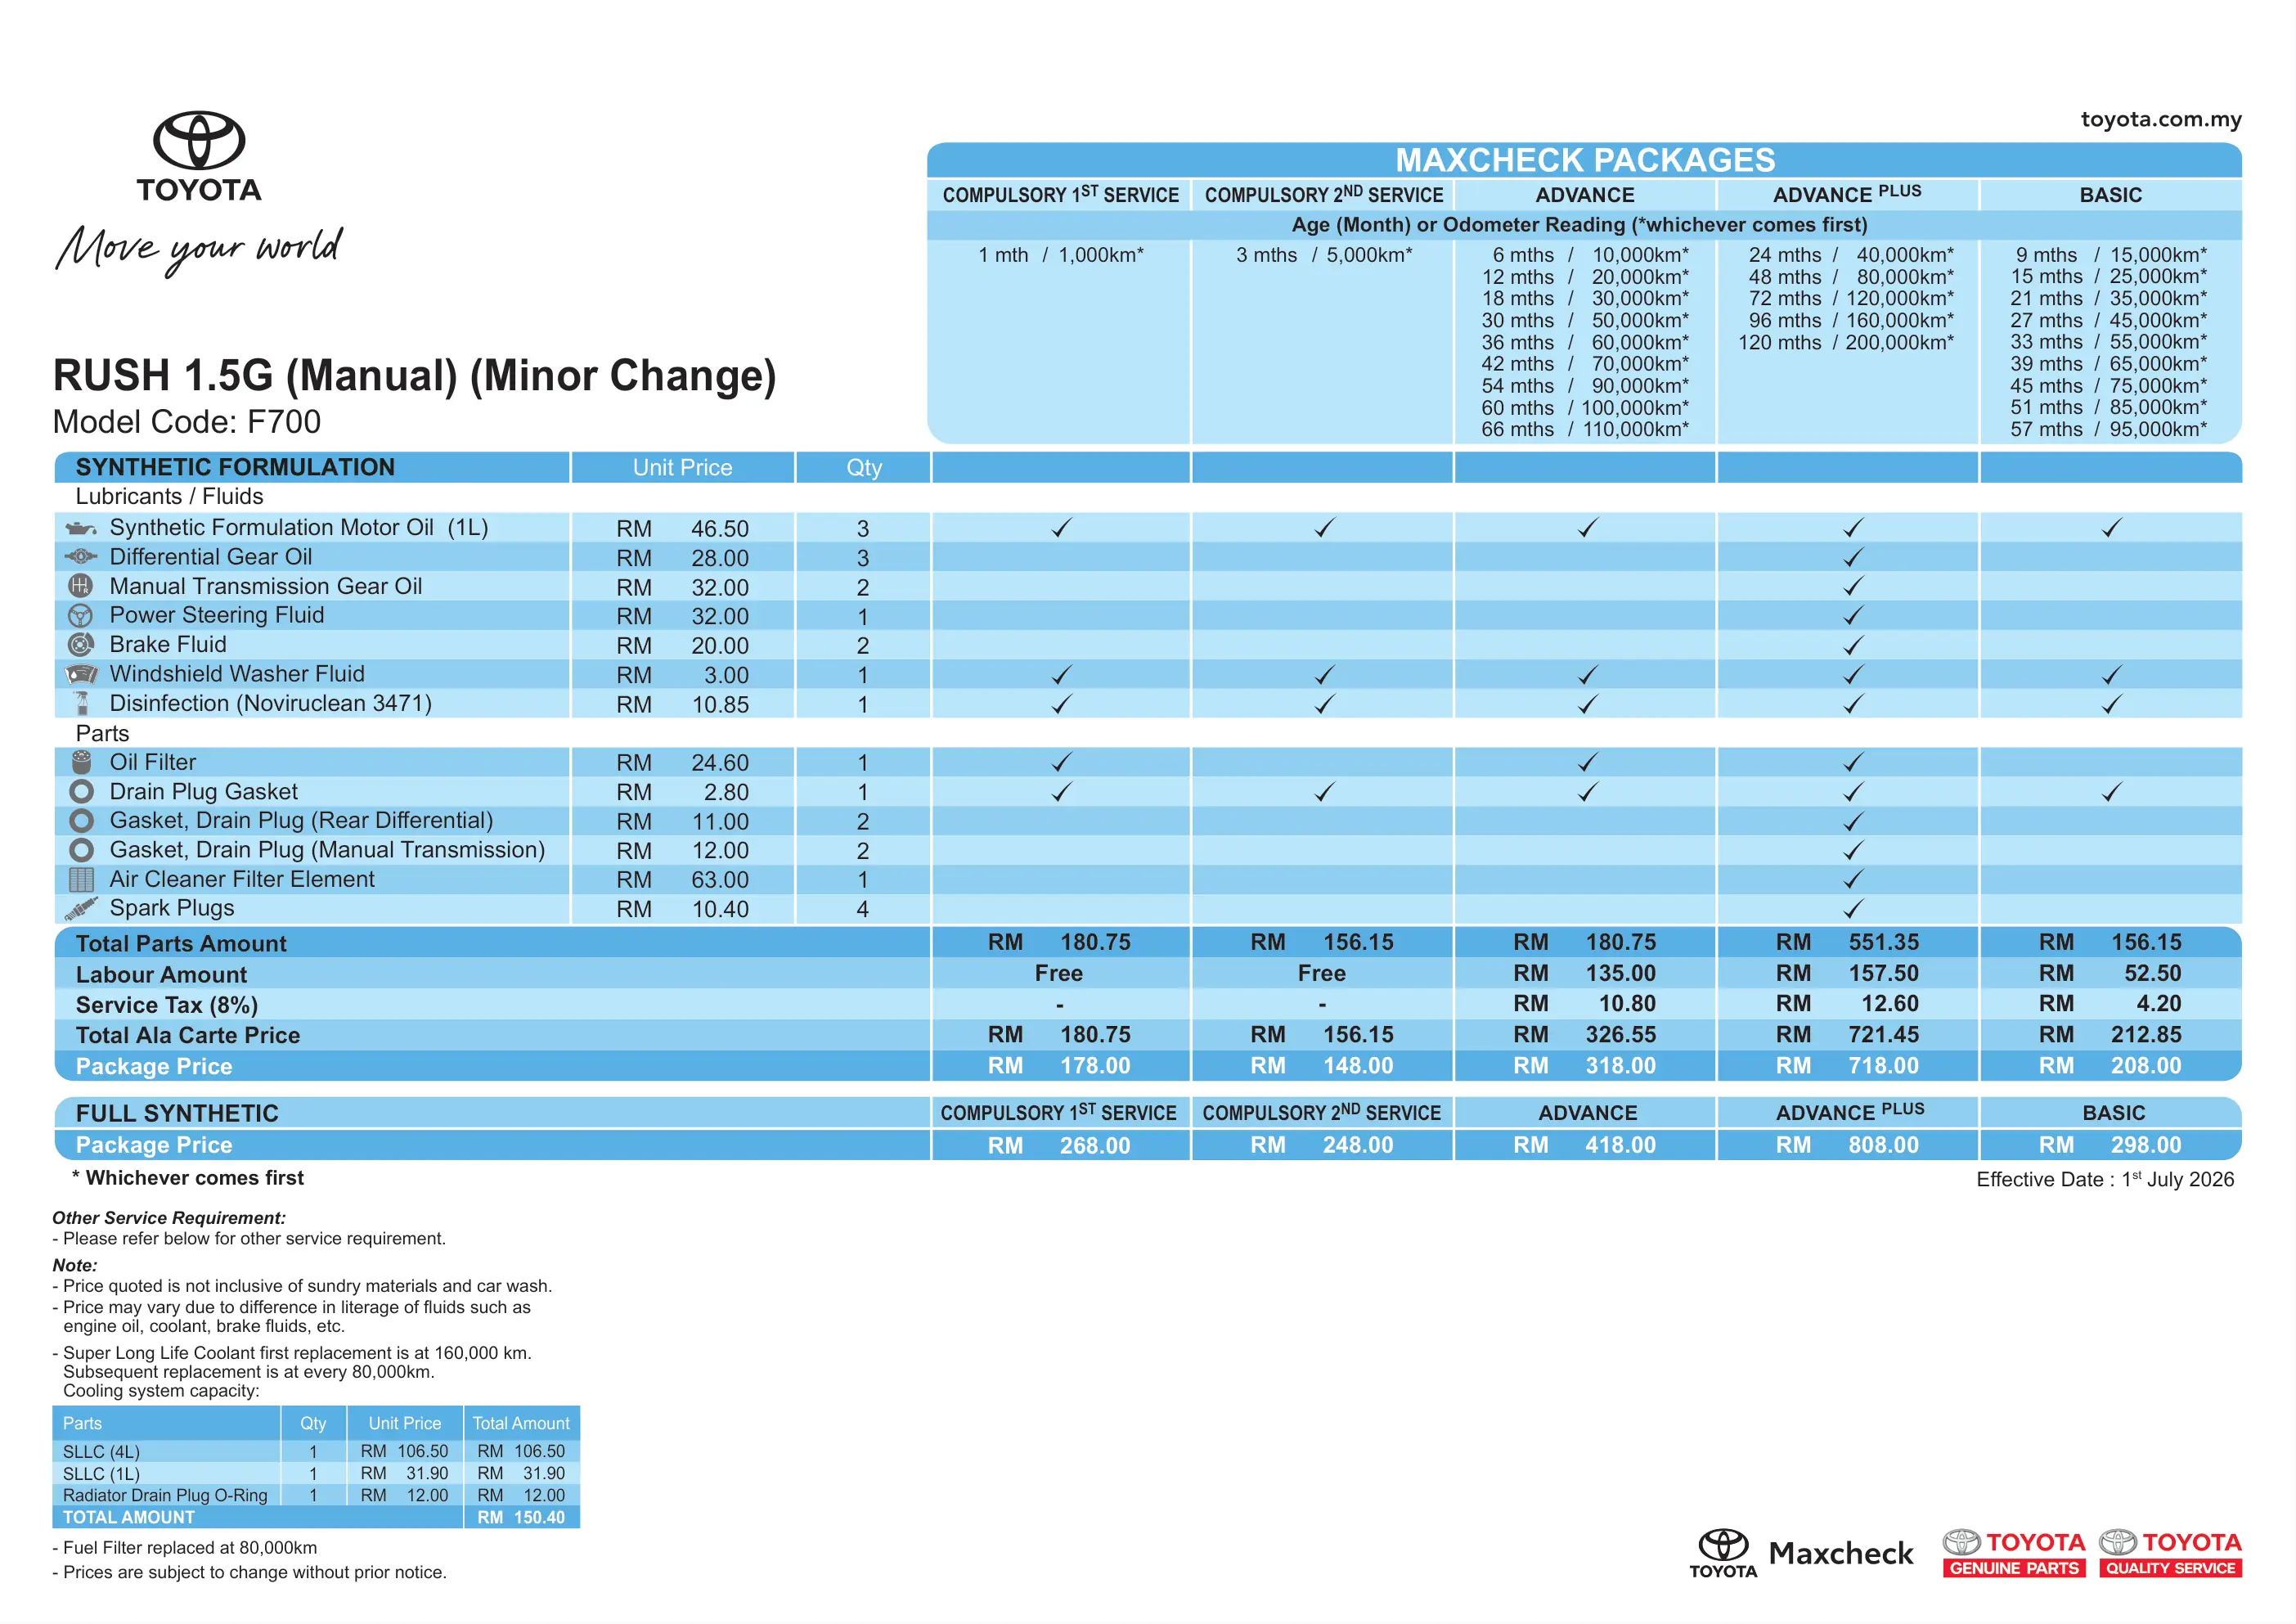 toyota.com.my
TOYOTA
Move your world
RUSH 1.5G (Manual) (Minor Change)
Model Code: F700
MAXCHECK PACKAGES
COMPULSORY 1ST SERVICE COMPULSORY 2ND SERVICE ADVANCE ADVANCE PLUS BASIC
Age (Month) or Odometer Reading (*whichever comes first)
1 mth / 1,000km* 3 mths / 5,000km* 6 mths / 10,000km* 24 mths / 40,000km* 9 mths / 15,000km*
12 mths / 20,000km* 48 mths / 80,000km* 15 mths / 25,000km*
18 mths / 30,000km* 72 mths / 120,000km* 21 mths / 35,000km*
30 mths / 50,000km* 96 mths / 160,000km* 27 mths / 45,000km*
36 mths / 60,000km* 120 mths / 200,000km* 33 mths / 55,000km*
42 mths / 70,000km* 39 mths / 65,000km*
54 mths / 90,000km* 45 mths / 75,000km*
60 mths / 100,000km* 51 mths / 85,000km*
66 mths / 110,000km* 57 mths / 95,000km*
SYNTHETIC FORMULATION Unit Price Qty
Lubricants / Fluids
Synthetic Formulation Motor Oil (1L) RM 46.50 3 ✓ ✓ ✓ ✓ ✓
Differential Gear Oil RM 28.00 3 ✓
Manual Transmission Gear Oil RM 32.00 2 ✓
Power Steering Fluid RM 32.00 1 ✓
Brake Fluid RM 20.00 2 ✓
Windshield Washer Fluid RM 3.00 1 ✓ ✓ ✓ ✓ ✓
Disinfection (Noviruclean 3471) RM 10.85 1 ✓ ✓ ✓ ✓ ✓
Parts
Oil Filter RM 24.60 1 ✓ ✓ ✓
Drain Plug Gasket RM 2.80 1 ✓ ✓ ✓ ✓ ✓
Gasket, Drain Plug (Rear Differential) RM 11.00 2 ✓
Gasket, Drain Plug (Manual Transmission) RM 12.00 2 ✓
Air Cleaner Filter Element RM 63.00 1 ✓
Spark Plugs RM 10.40 4 ✓
Total Parts Amount RM 180.75 RM 156.15 RM 180.75 RM 551.35 RM 156.15
Labour Amount Free Free RM 135.00 RM 157.50 RM 52.50
Service Tax (8%) - - RM 10.80 RM 12.60 RM 4.20
Total Ala Carte Price RM 180.75 RM 156.15 RM 326.55 RM 721.45 RM 212.85
Package Price RM 178.00 RM 148.00 RM 318.00 RM 718.00 RM 208.00
FULL SYNTHETIC COMPULSORY 1ST SERVICE COMPULSORY 2ND SERVICE ADVANCE ADVANCE PLUS BASIC
Package Price RM 268.00 RM 248.00 RM 418.00 RM 808.00 RM 298.00
* Whichever comes first
Effective Date : 1st July 2026
Other Service Requirement:
- Please refer below for other service requirement.
Note:
- Price quoted is not inclusive of sundry materials and car wash.
- Price may vary due to difference in literage of fluids such as
engine oil, coolant, brake fluids, etc.
- Super Long Life Coolant first replacement is at 160,000 km.
Subsequent replacement is at every 80,000km.
Cooling system capacity:
Parts Qty Unit Price Total Amount
SLLC (4L) 1 RM 106.50 RM 106.50
SLLC (1L) 1 RM 31.90 RM 31.90
Radiator Drain Plug O-Ring 1 RM 12.00 RM 12.00
TOTAL AMOUNT RM 150.40
- Fuel Filter replaced at 80,000km
- Prices are subject to change without prior notice.
TOYOTA Maxcheck
TOYOTA
GENUINE PARTS
TOYOTA
QUALITY SERVICE